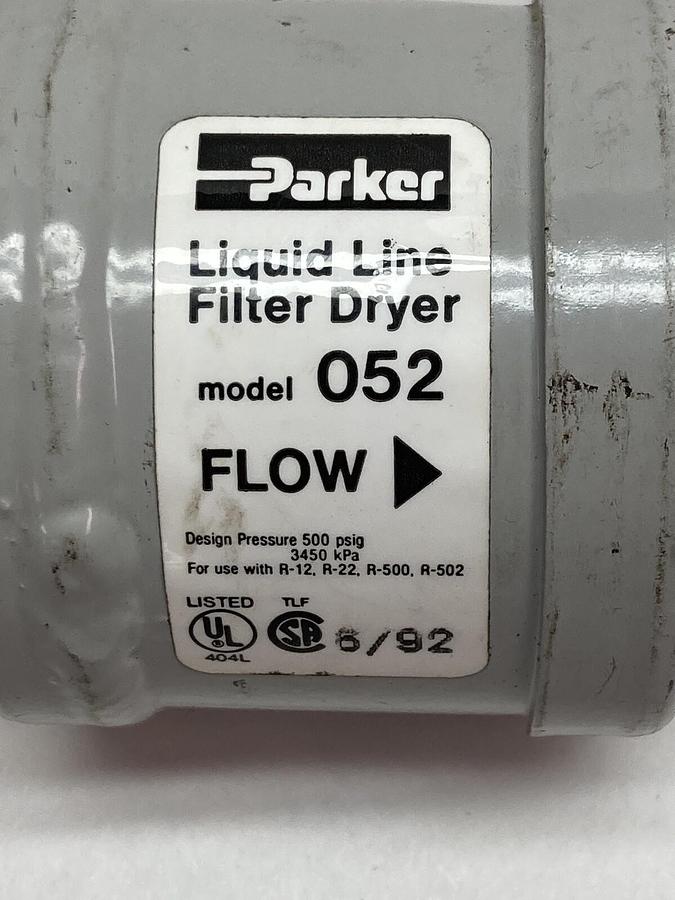 Parker
Liquid Line
Filter Dryer
model 052
FLOW
Design Pressure 500 psig
3450 kPa
For use with R-12, R-22, R-500, R-502
LISTED TLF
UL ® SA 6/92
404L